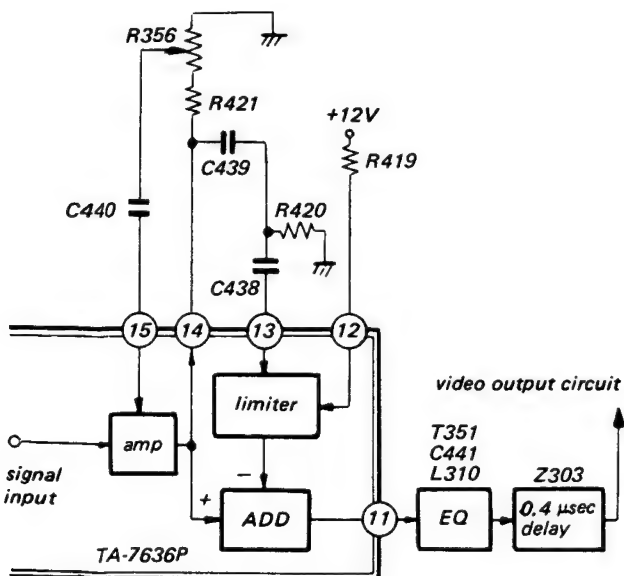 R356
R421
+12V
C439
R419
C440
R420
C438
15
14
13
12
limiter
video output circuit
amp
T351
C441
L310
Z303
signal
input
−
+
ADD
11
EQ
0.4 μsec
delay
TA-7636P